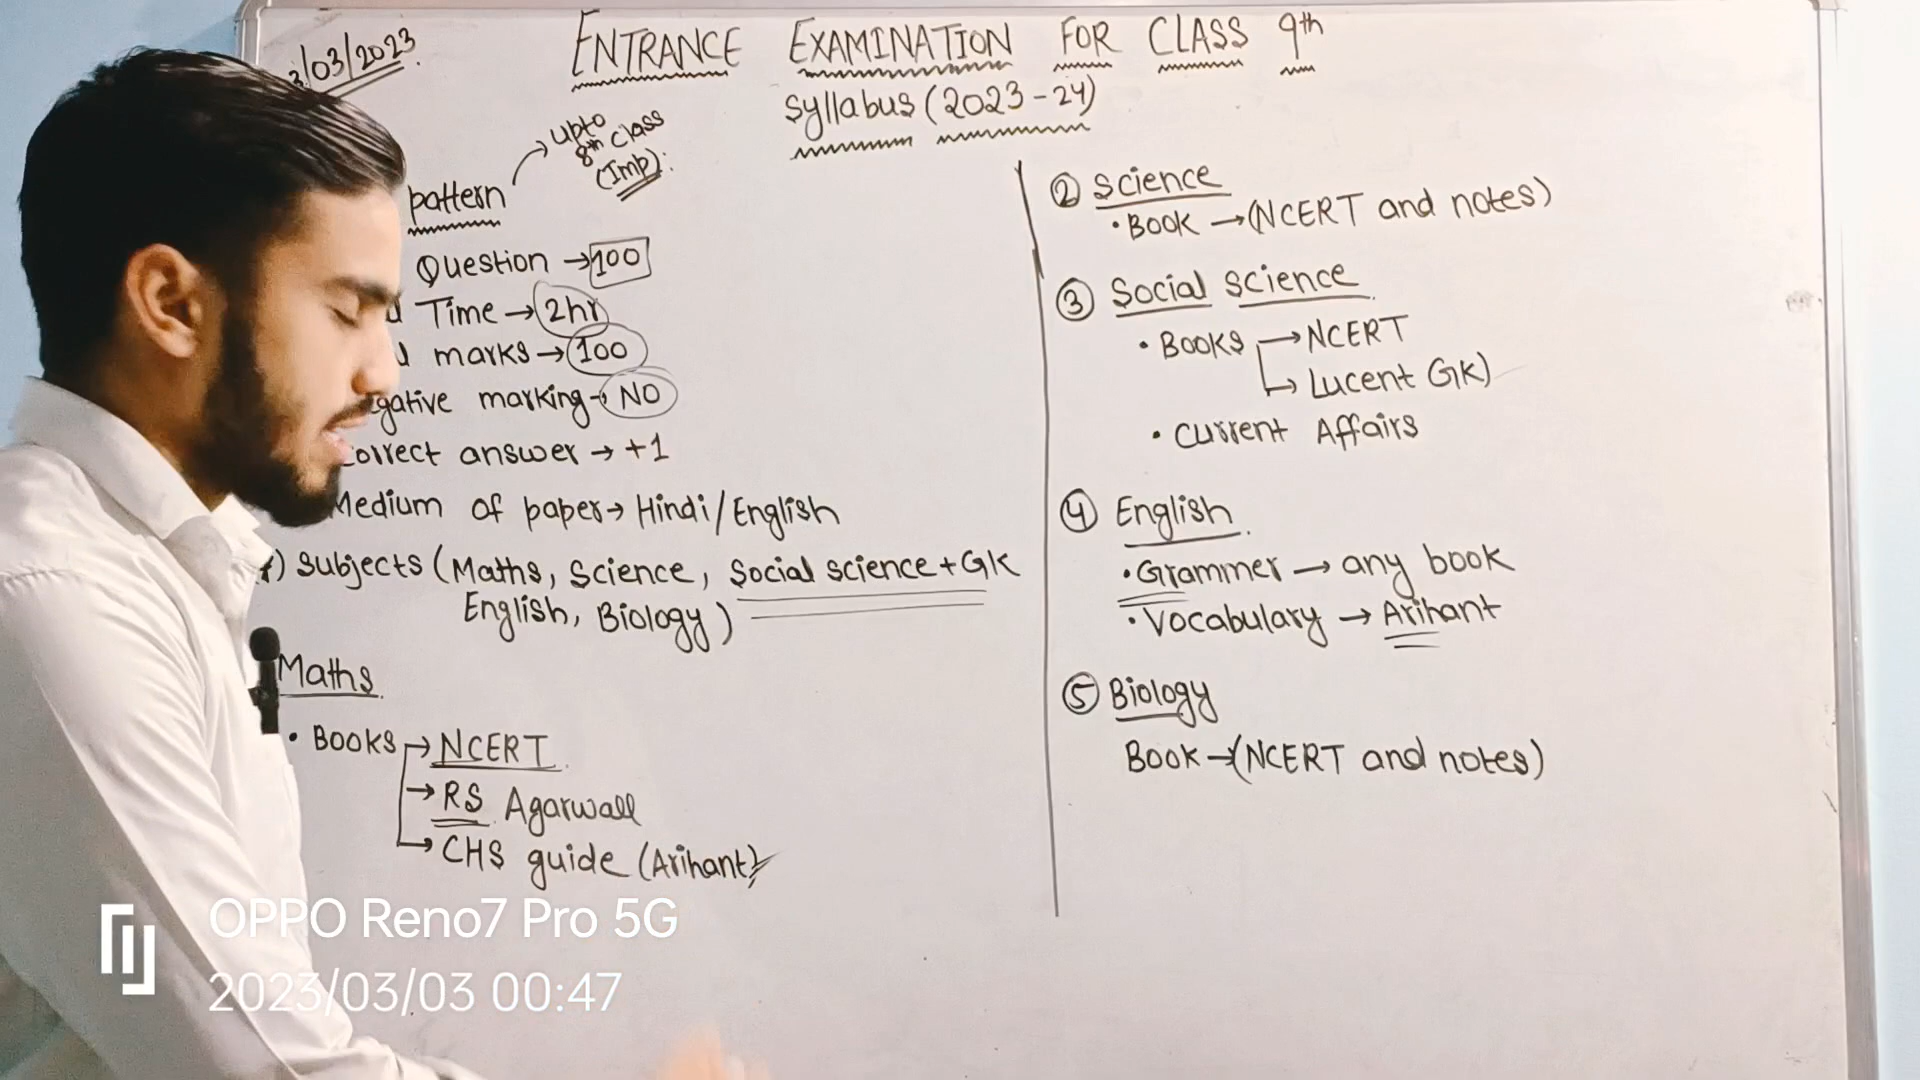 3/03/2023
ENTRANCE EXAMINATION FOR CLASS 9th
Syllabus (2023-24)
pattern → upto
8th class
(Imp).
Question → 100
Time → 2hr
marks → 100
gative marking → NO
correct answer → +1
Medium of paper → Hindi/English
7) Subjects (Maths, Science, Social science + GK
English, Biology)
Maths
• Books → NCERT
→ RS Agarwall
→ CHS guide (Arihant)
② Science
• Book → (NCERT and notes)
③ Social Science
• Books → NCERT
→ Lucent GK)
• Current Affairs
④ English
• Grammer → any book
• Vocabulary → Arihant
⑤ Biology
Book → (NCERT and notes)
OPPO Reno7 Pro 5G
2023/03/03 00:47